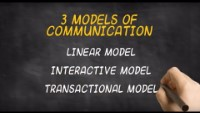 3 MODELS OF
COMMUNICATION
LINEAR MODEL
INTERACTIVE MODEL
TRANSACTIONAL MODEL